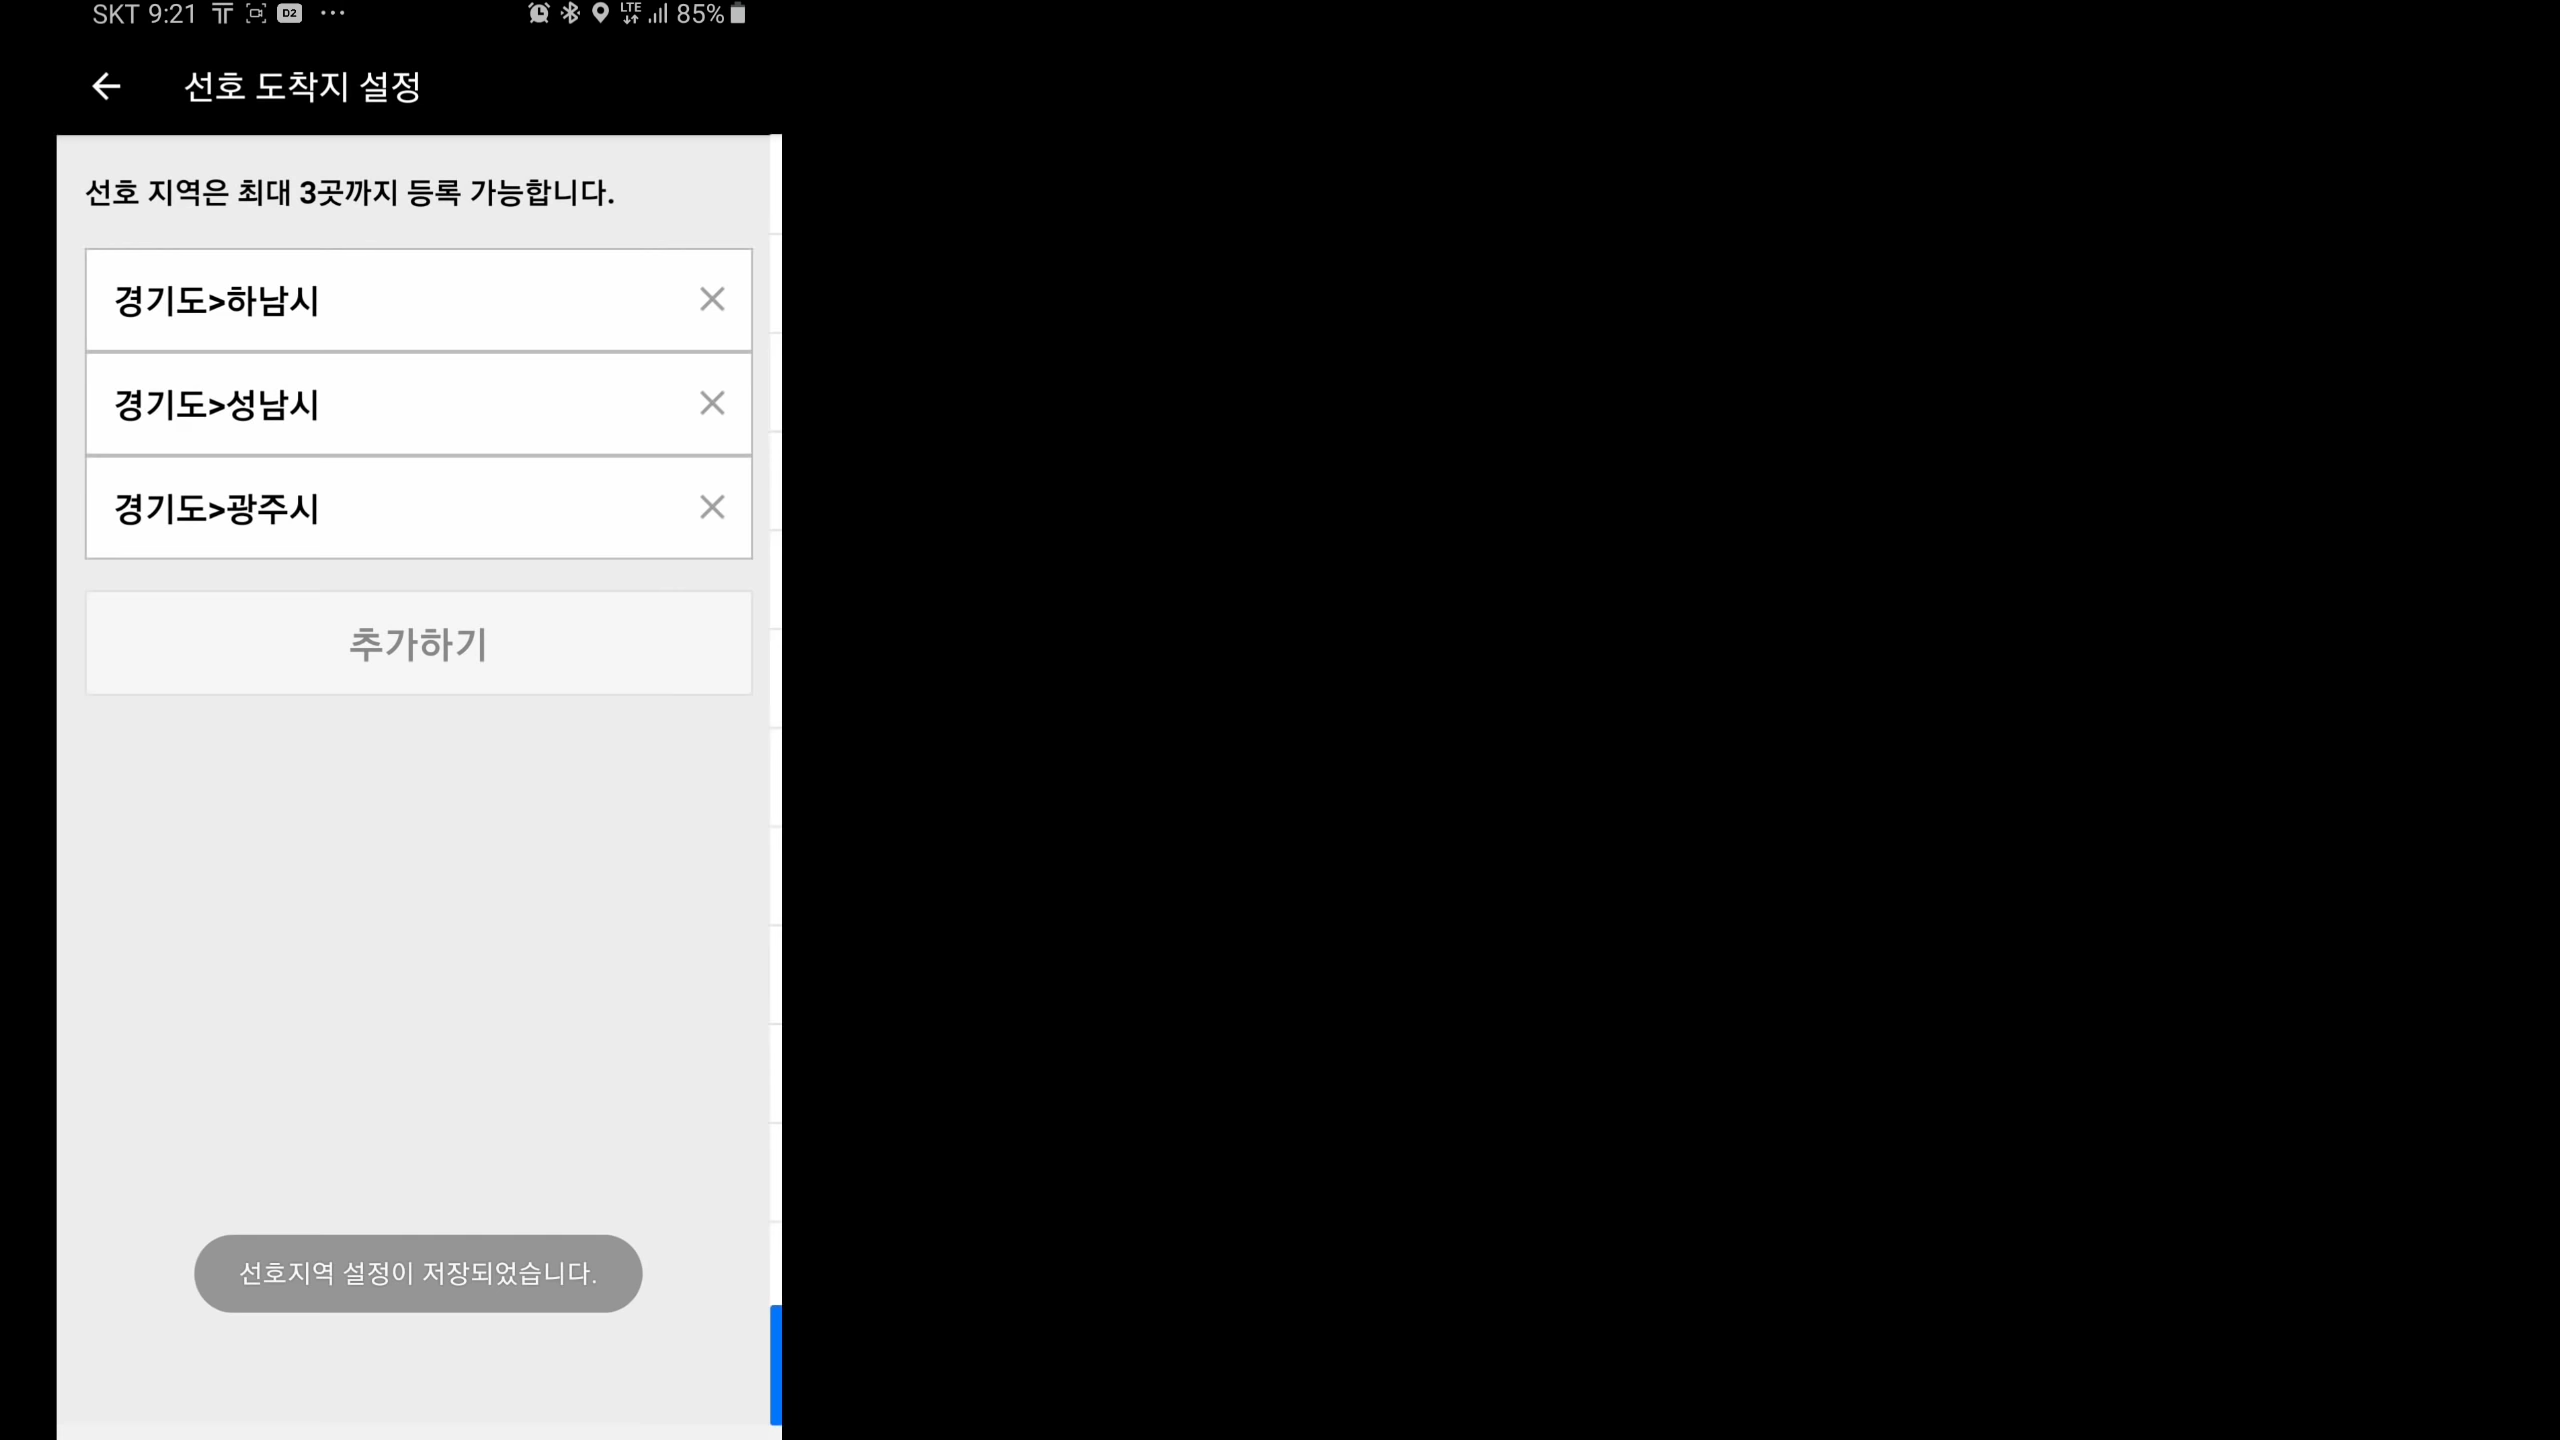 SKT 9:21 D2 ... LTE 85%
선호 도착지 설정
선호 지역은 최대 3곳까지 등록 가능합니다.
경기도>하남시
경기도>성남시
경기도>광주시
추가하기
선호지역 설정이 저장되었습니다.